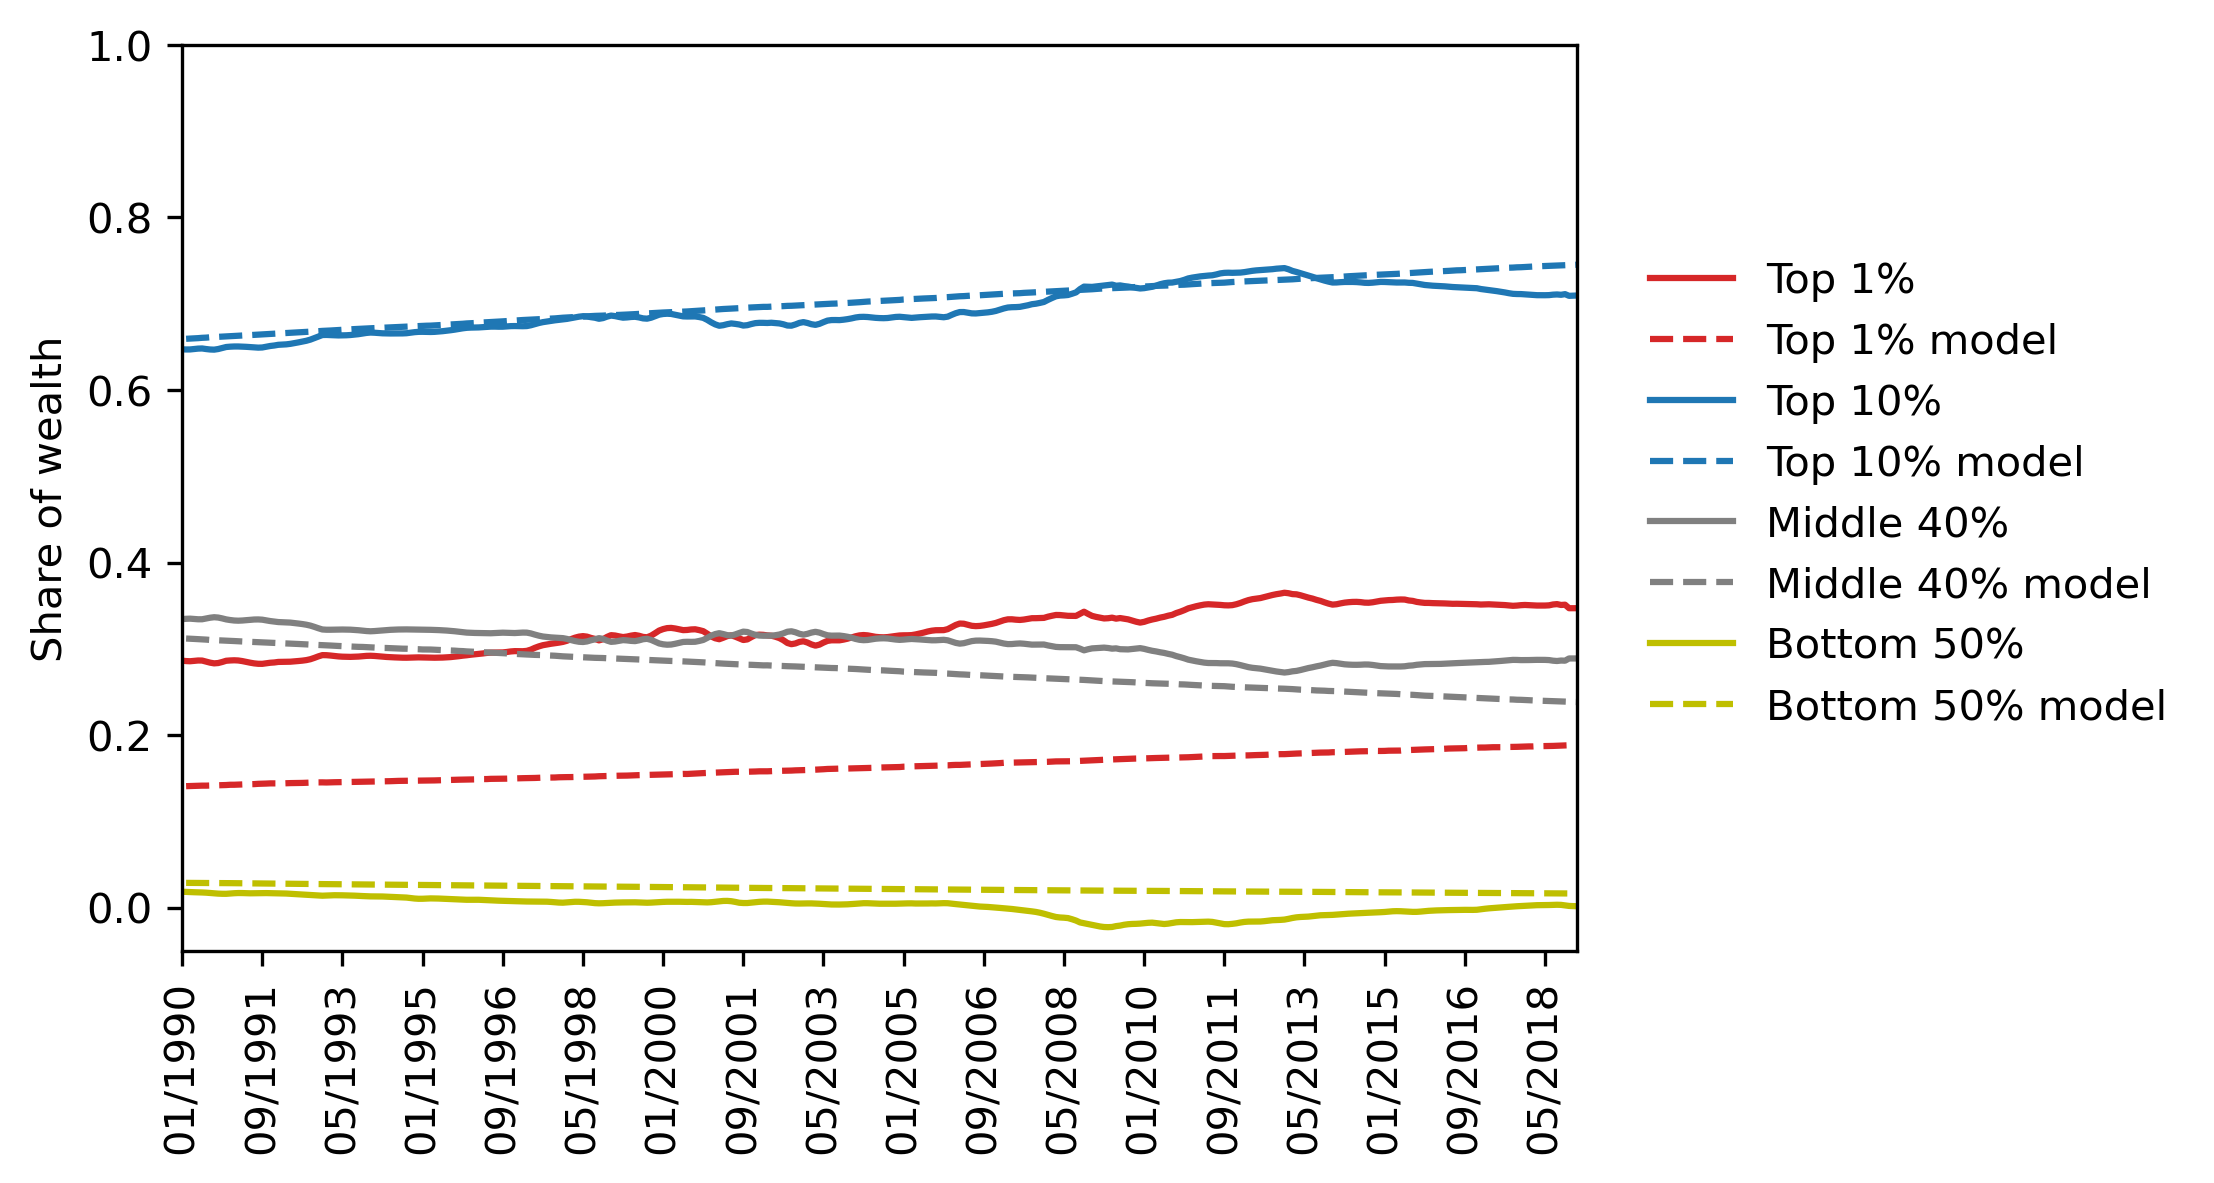 1.0
0.8
0.6
0.4
0.2
0.0
Share of wealth
01/1990
09/1991
05/1993
01/1995
09/1996
05/1998
01/2000
09/2001
05/2003
01/2005
09/2006
05/2008
01/2010
09/2011
05/2013
01/2015
09/2016
05/2018
Top 1%
Top 1% model
Top 10%
Top 10% model
Middle 40%
Middle 40% model
Bottom 50%
Bottom 50% model